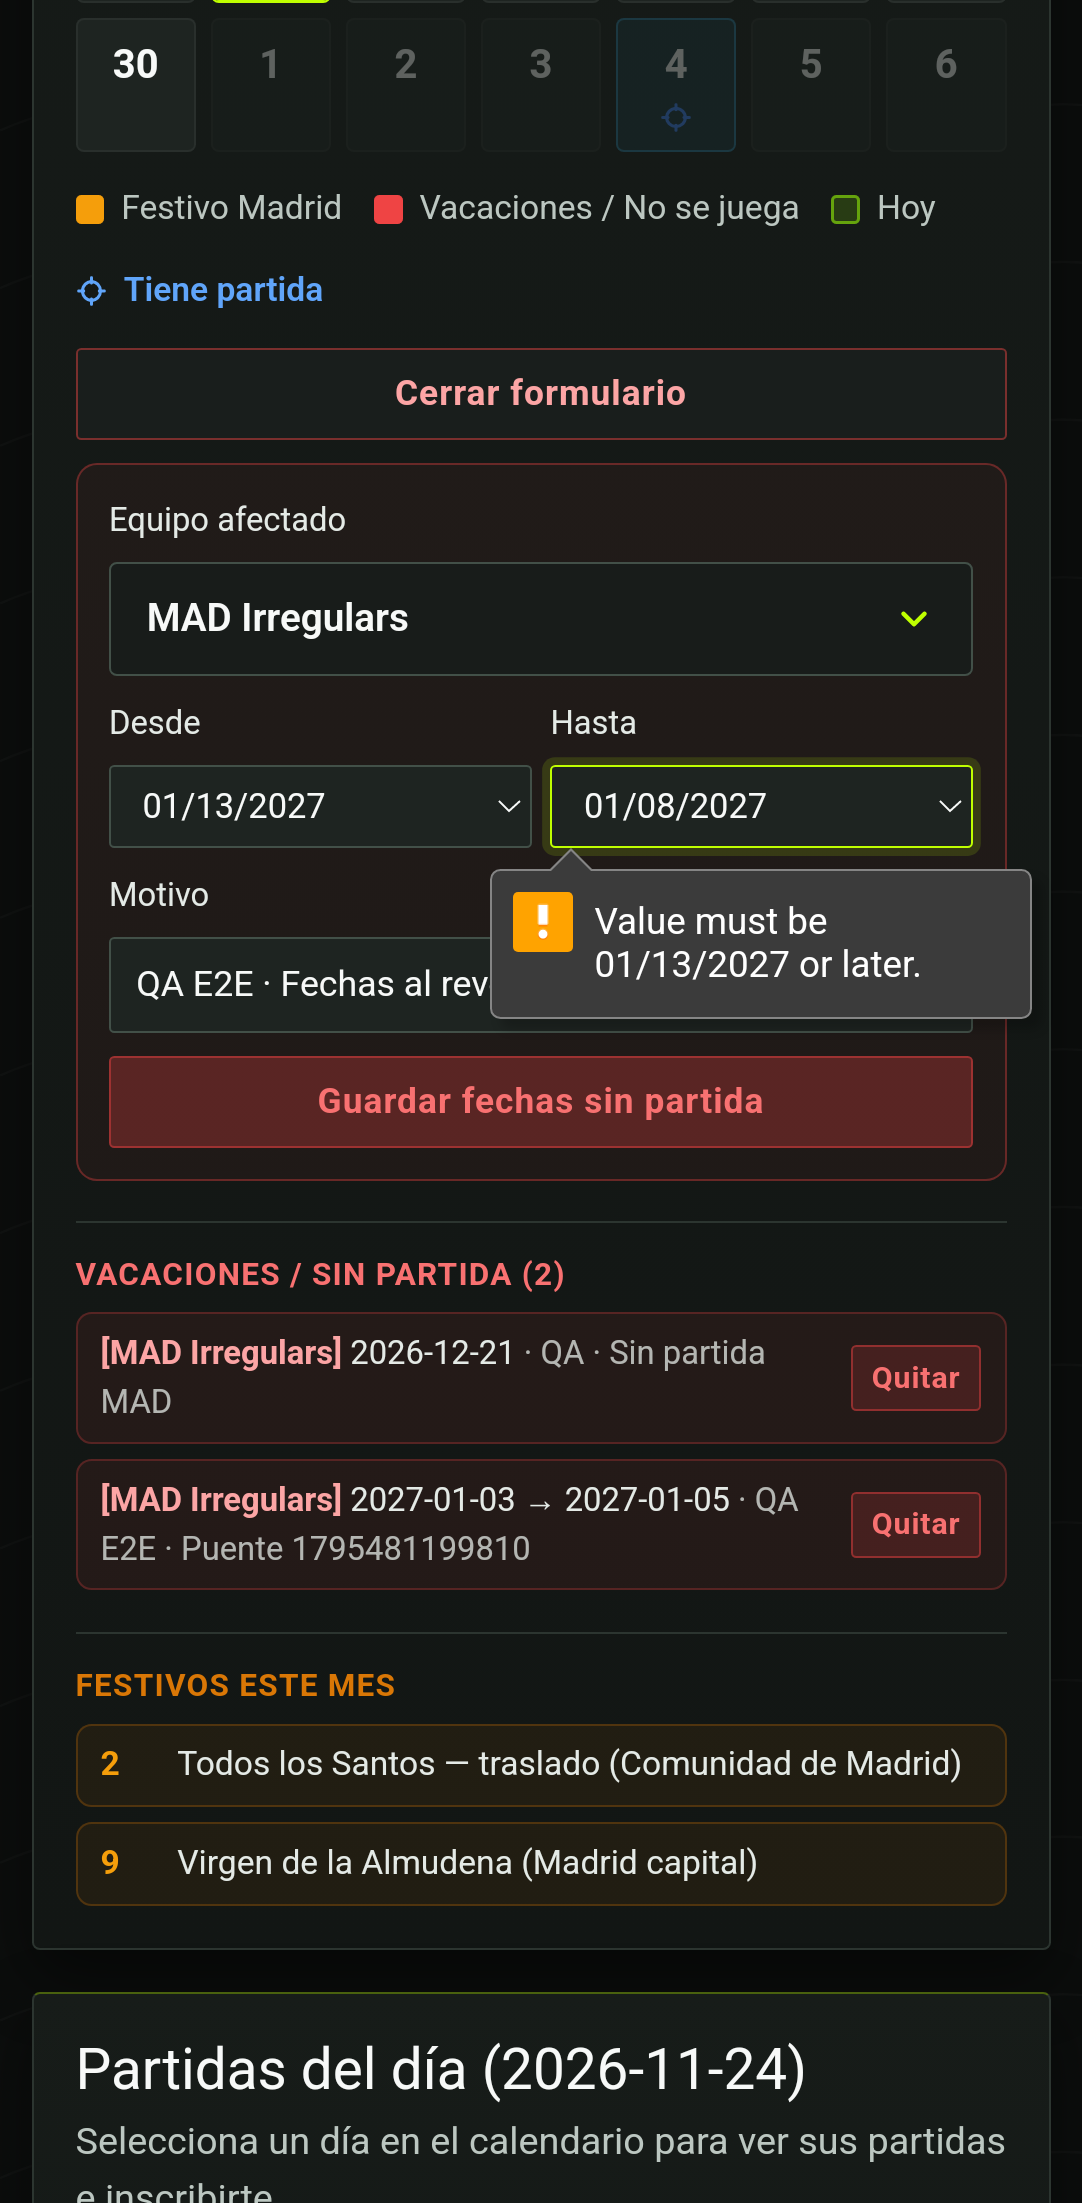 30 1 2 3 4 5 6
Festivo Madrid Vacaciones / No se juega Hoy
Tiene partida
Cerrar formulario
Equipo afectado
MAD Irregulars
Desde Hasta
01/13/2027 01/08/2027
Motivo
Value must be
01/13/2027 or later.
QA E2E · Fechas al rev
Guardar fechas sin partida
VACACIONES / SIN PARTIDA (2)
[MAD Irregulars] 2026-12-21 · QA · Sin partida
MAD
Quitar
[MAD Irregulars] 2027-01-03 → 2027-01-05 · QA
E2E · Puente 1795481199810
Quitar
FESTIVOS ESTE MES
2 Todos los Santos — traslado (Comunidad de Madrid)
9 Virgen de la Almudena (Madrid capital)
Partidas del día (2026-11-24)
Selecciona un día en el calendario para ver sus partidas
e inscribirte